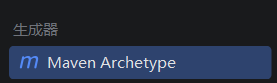 生成器
m Maven Archetype